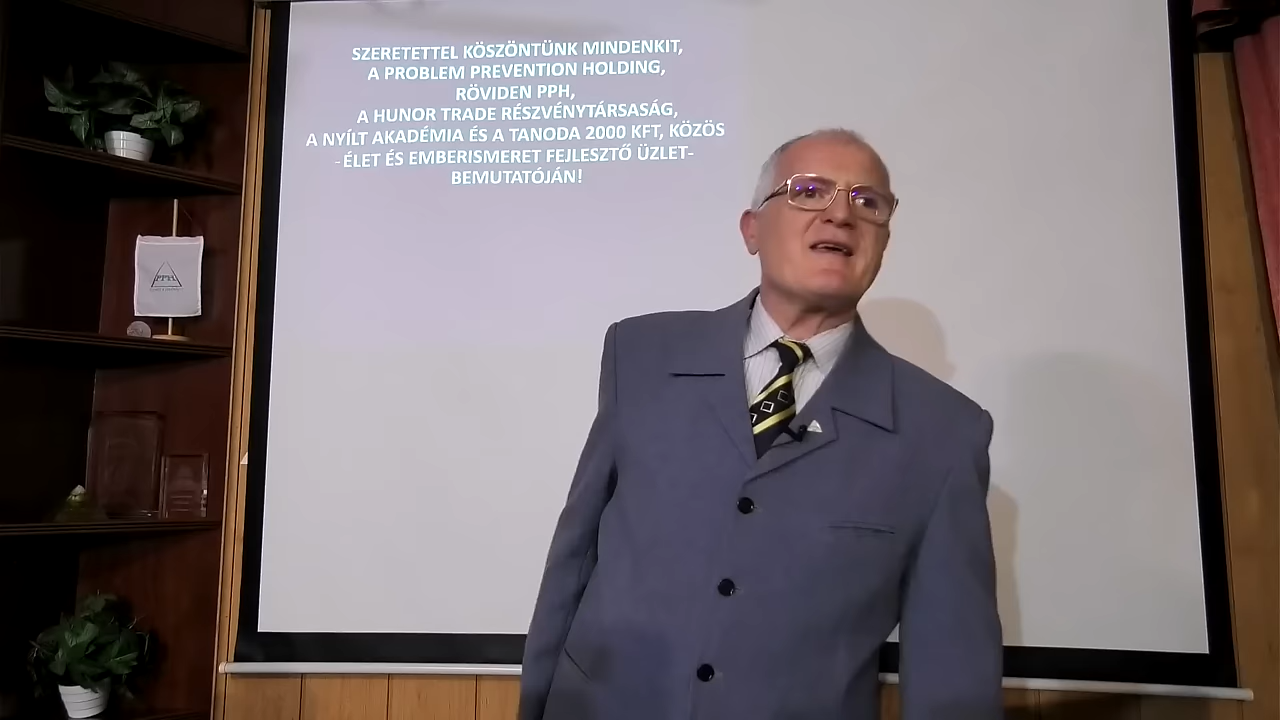 SZERETETTEL KÖSZÖNTÜNK MINDENKIT,
A PROBLEM PREVENTION HOLDING,
RÖVIDEN PPH,
A HUNOR TRADE RÉSZVÉNYTÁRSASÁG,
A NYÍLT AKADÉMIA ÉS A TANODA 2000 KFT, KÖZÖS
-ÉLET ÉS EMBERISMERET FEJLESZTŐ ÜZLET-
BEMUTATÓJÁN!
PPH